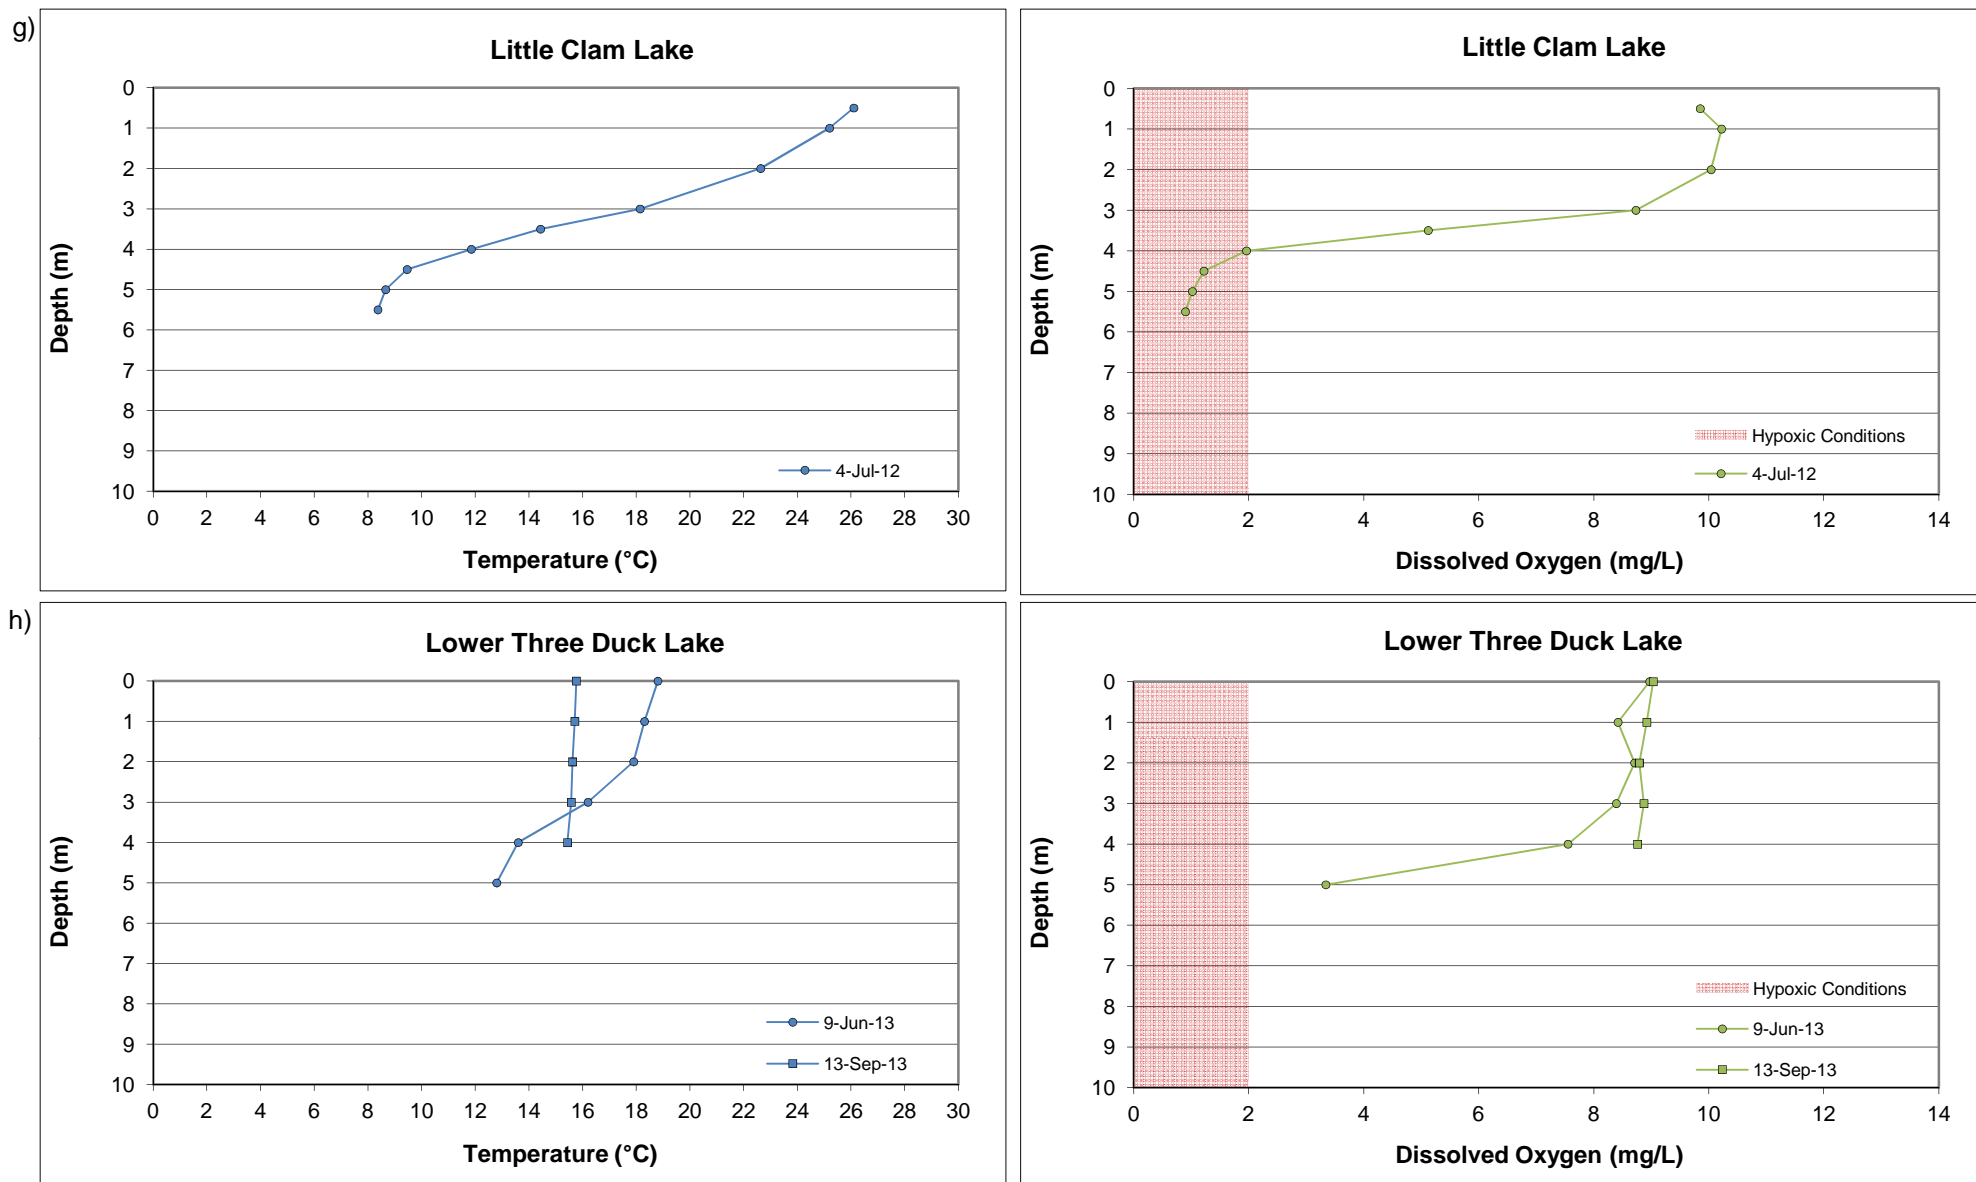 g)
Little Clam Lake
0
1
2
3
4
5
6
7
8
9
10
Depth (m)
4-Jul-12
0 2 4 6 8 10 12 14 16 18 20 22 24 26 28 30
Temperature (°C)
Little Clam Lake
0
1
2
3
4
5
6
7
8
9
10
Depth (m)
Hypoxic Conditions
4-Jul-12
0 2 4 6 8 10 12 14
Dissolved Oxygen (mg/L)
h)
Lower Three Duck Lake
0
1
2
3
4
5
6
7
8
9
10
Depth (m)
9-Jun-13
13-Sep-13
0 2 4 6 8 10 12 14 16 18 20 22 24 26 28 30
Temperature (°C)
Lower Three Duck Lake
0
1
2
3
4
5
6
7
8
9
10
Depth (m)
Hypoxic Conditions
9-Jun-13
13-Sep-13
0 2 4 6 8 10 12 14
Dissolved Oxygen (mg/L)